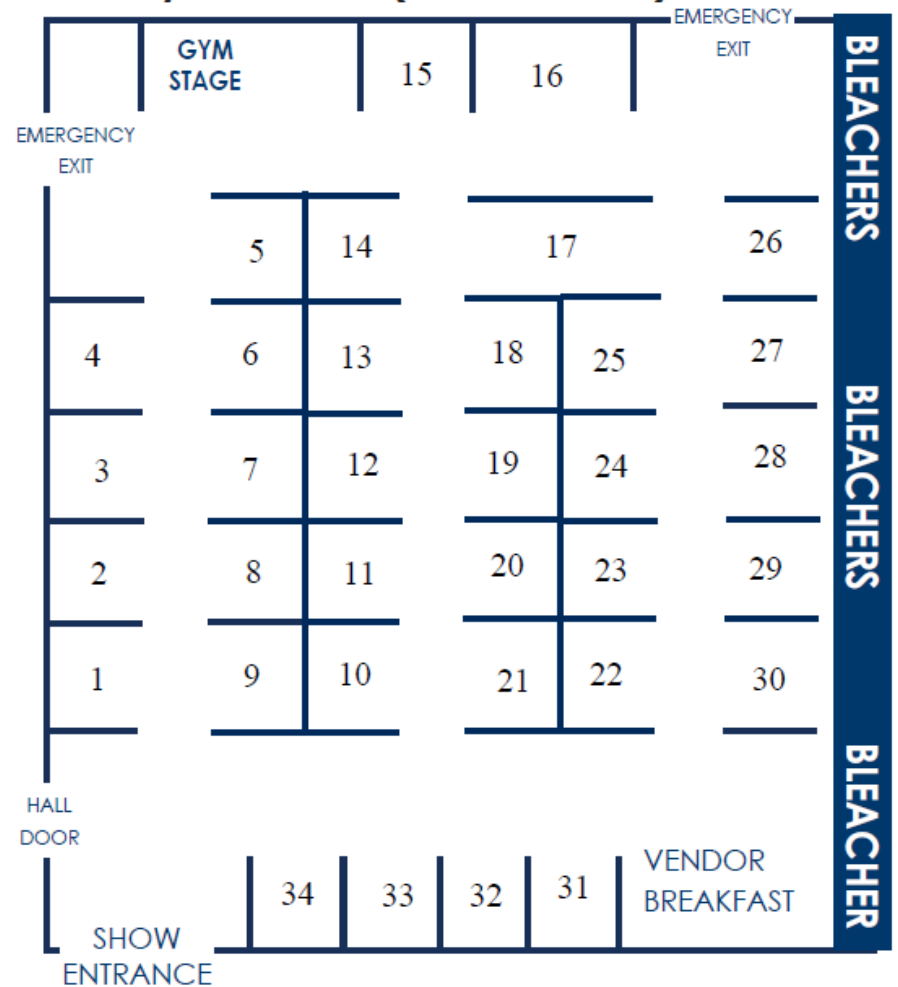 EMERGENCY
EXIT
GYM
STAGE
15
16
BLEACHERS
EMERGENCY
EXIT
5
14
17
26
4
6
13
18
25
27
BLEACHERS
3
7
12
19
24
28
2
8
11
20
23
29
1
9
10
21
22
30
BLEACHER
HALL
DOOR
34
33
32
31
VENDOR
BREAKFAST
SHOW
ENTRANCE